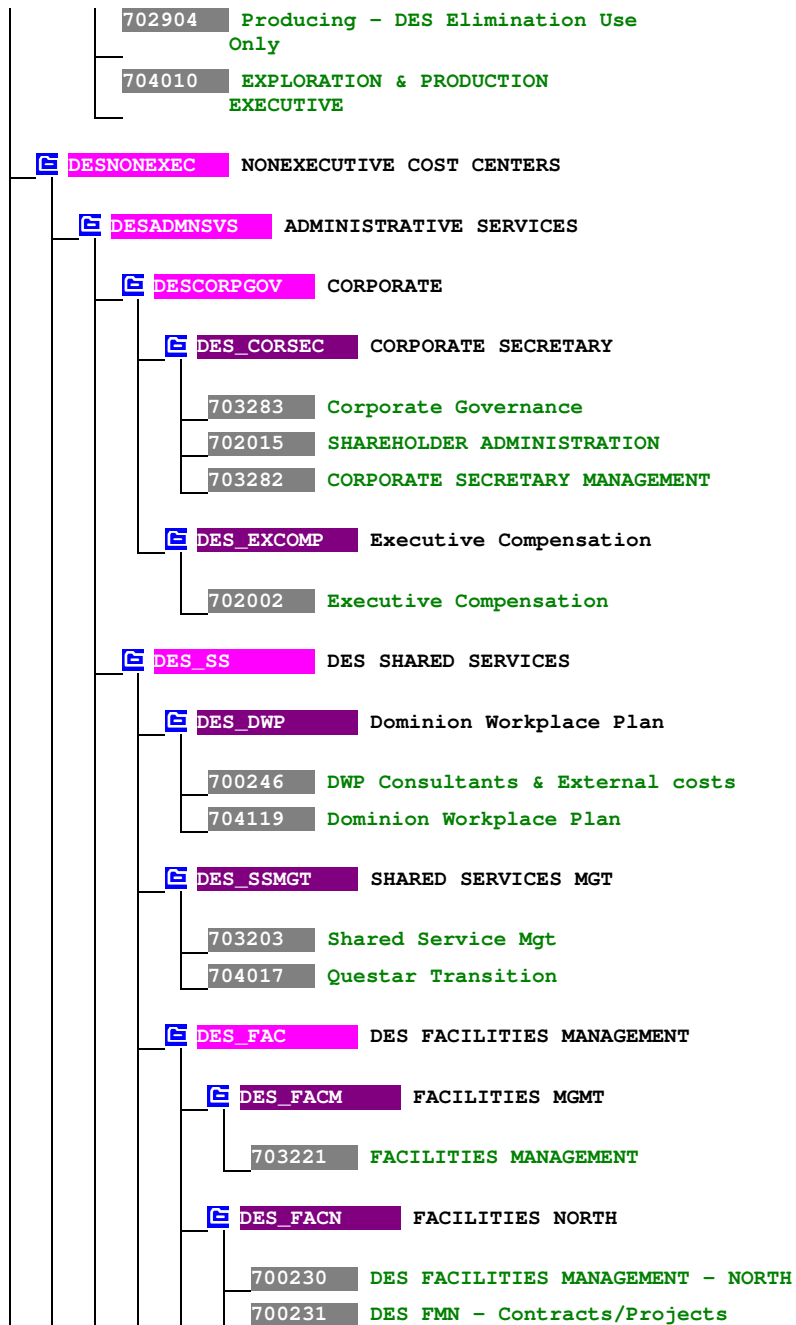 702904 Producing - DES Elimination Use
Only
704010 EXPLORATION & PRODUCTION
EXECUTIVE
DESNONEXEC NONEXECUTIVE COST CENTERS
DESADMNSVS ADMINISTRATIVE SERVICES
DESCORPGOV CORPORATE
DES_CORSEC CORPORATE SECRETARY
703283 Corporate Governance
702015 SHAREHOLDER ADMINISTRATION
703282 CORPORATE SECRETARY MANAGEMENT
DES_EXCOMP Executive Compensation
702002 Executive Compensation
DES_SS DES SHARED SERVICES
DES_DWP Dominion Workplace Plan
700246 DWP Consultants & External costs
704119 Dominion Workplace Plan
DES_SSMGT SHARED SERVICES MGT
703203 Shared Service Mgt
704017 Questar Transition
DES_FAC DES FACILITIES MANAGEMENT
DES_FACM FACILITIES MGMT
703221 FACILITIES MANAGEMENT
DES_FACN FACILITIES NORTH
700230 DES FACILITIES MANAGEMENT - NORTH
700231 DES FMN - Contracts/Projects